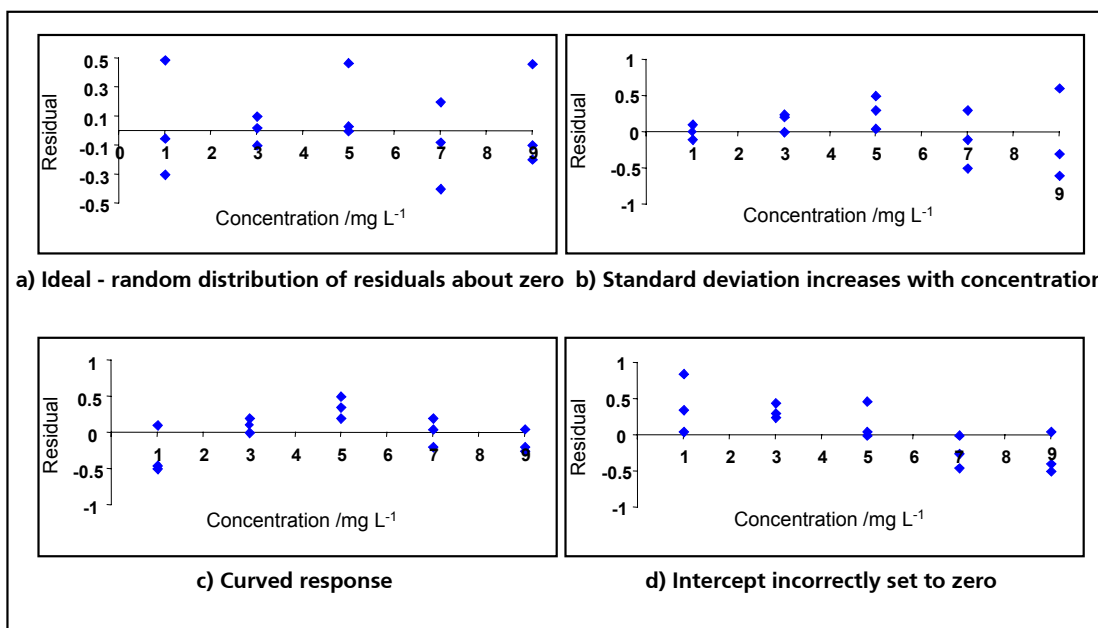 0.5
0.3
0.1
-0.1
-0.3
-0.5
Residual
0 1 2 3 4 5 6 7 8 9
Concentration /mg L-1
1
0.5
0
-0.5
-1
Residual
1 2 3 4 5 6 7 8 9
Concentration /mg L-1
a) Ideal - random distribution of residuals about zero
b) Standard deviation increases with concentration
1
0.5
0
-0.5
-1
Residual
1 2 3 4 5 6 7 8 9
Concentration /mg L-1
1
0.5
0
-0.5
-1
Residual
1 2 3 4 5 6 7 8 9
Concentration /mg L-1
c) Curved response
d) Intercept incorrectly set to zero